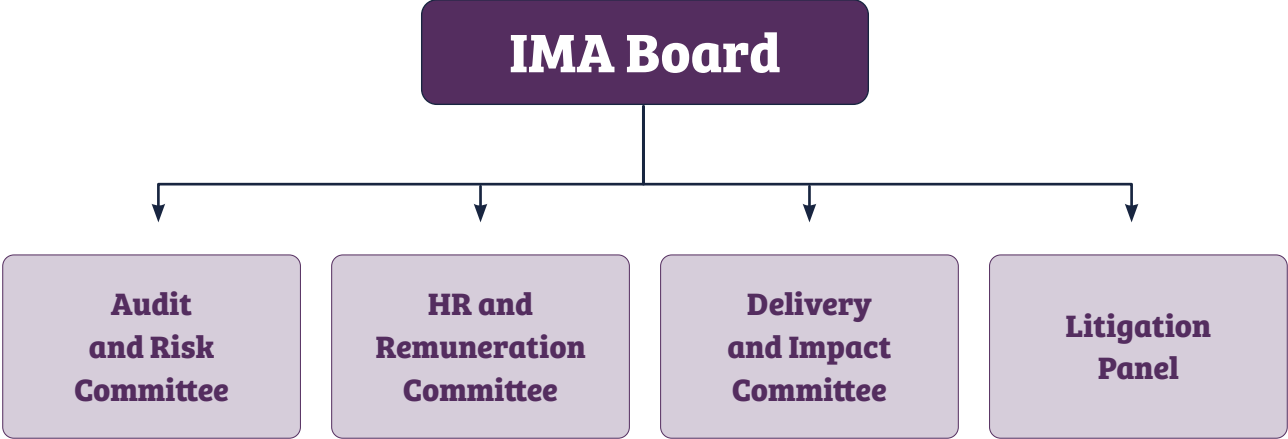 IMA Board
Audit
and Risk
Committee
HR and
Remuneration
Committee
Delivery
and Impact
Committee
Litigation
Panel